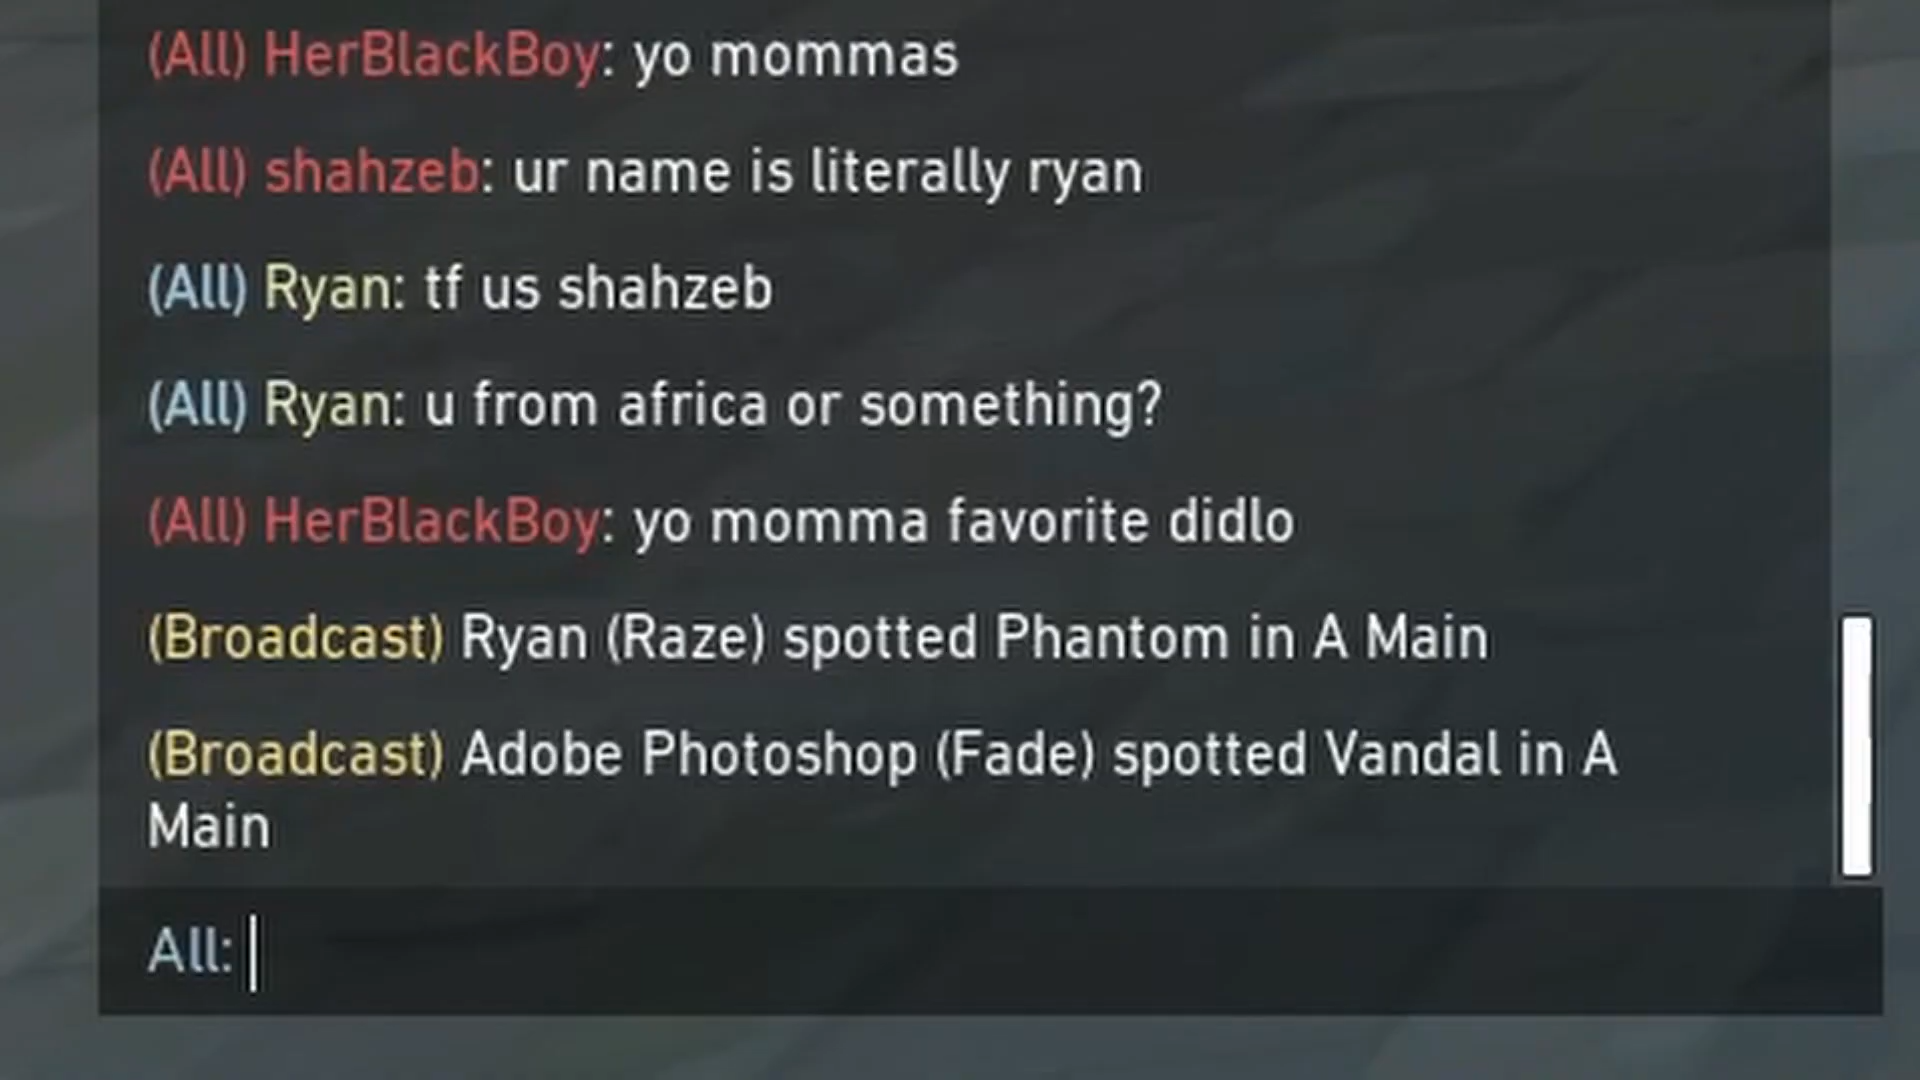 (All) HerBlackBoy: yo mommas
(All) shahzeb: ur name is literally ryan
(All) Ryan: tf us shahzeb
(All) Ryan: u from africa or something?
(All) HerBlackBoy: yo momma favorite didlo
(Broadcast) Ryan (Raze) spotted Phantom in A Main
(Broadcast) Adobe Photoshop (Fade) spotted Vandal in A
Main
All: